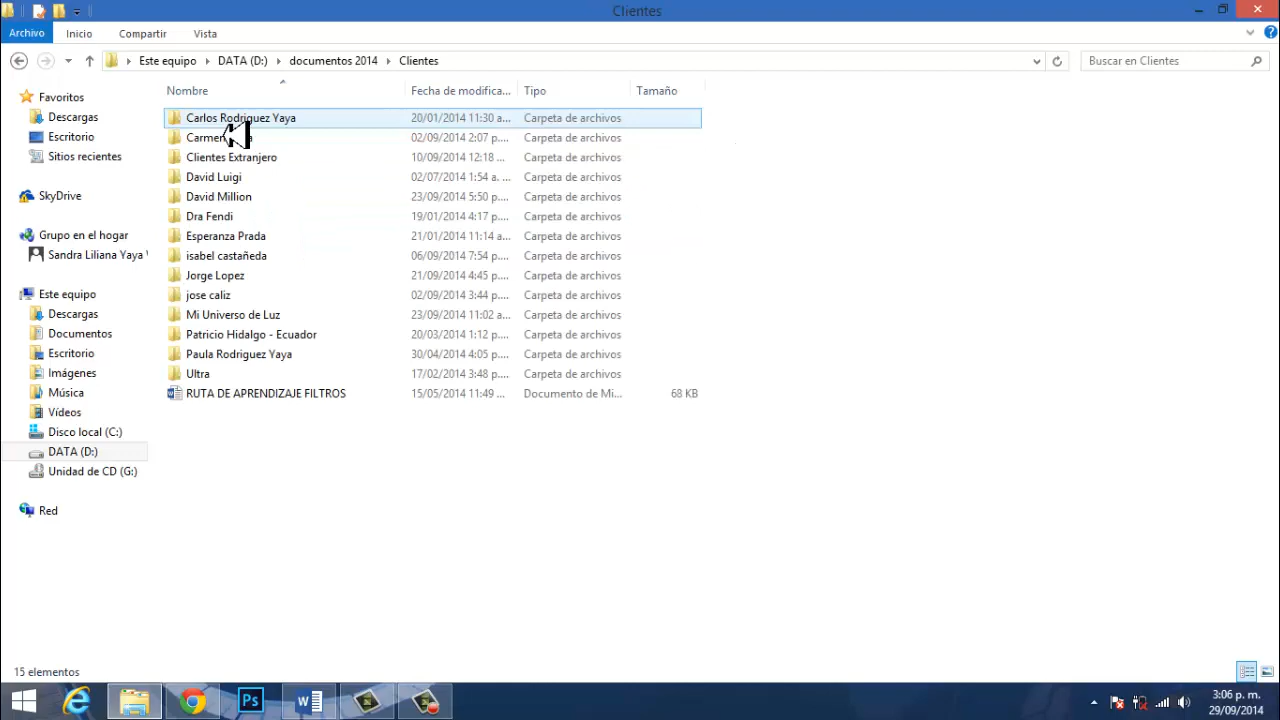 Clientes
Archivo Inicio Compartir Vista
Este equipo DATA (D:) documentos 2014 Clientes Buscar en Clientes
Nombre Fecha de modifica... Tipo Tamaño
Favoritos
Descargas
Escritorio
Sitios recientes
SkyDrive
Grupo en el hogar
Sandra Liliana Yaya
Este equipo
Descargas
Documentos
Escritorio
Imágenes
Música
Vídeos
Disco local (C:)
DATA (D:)
Unidad de CD (G:)
Red
Carlos Rodriguez Yaya 20/01/2014 11:30 a... Carpeta de archivos
02/09/2014 2:07 p.... Carpeta de archivos
Clientes Extranjero 10/09/2014 12:18 ... Carpeta de archivos
David Luigi 02/07/2014 1:54 a. ... Carpeta de archivos
David Million 23/09/2014 5:50 p.... Carpeta de archivos
Dra Fendi 19/01/2014 4:17 p.... Carpeta de archivos
Esperanza Prada 21/01/2014 11:14 a... Carpeta de archivos
isabel castañeda 06/09/2014 7:54 p.... Carpeta de archivos
Jorge Lopez 21/09/2014 4:45 p.... Carpeta de archivos
jose caliz 02/09/2014 3:44 p.... Carpeta de archivos
Mi Universo de Luz 23/09/2014 11:02 a... Carpeta de archivos
Patricio Hidalgo - Ecuador 20/03/2014 1:12 p.... Carpeta de archivos
Paula Rodriguez Yaya 30/04/2014 4:05 p.... Carpeta de archivos
Ultra 17/02/2014 3:48 p.... Carpeta de archivos
RUTA DE APRENDIZAJE FILTROS 15/05/2014 11:49 ... Documento de Mi... 68 KB
15 elementos
Ps
3:06 p. m.
29/09/2014